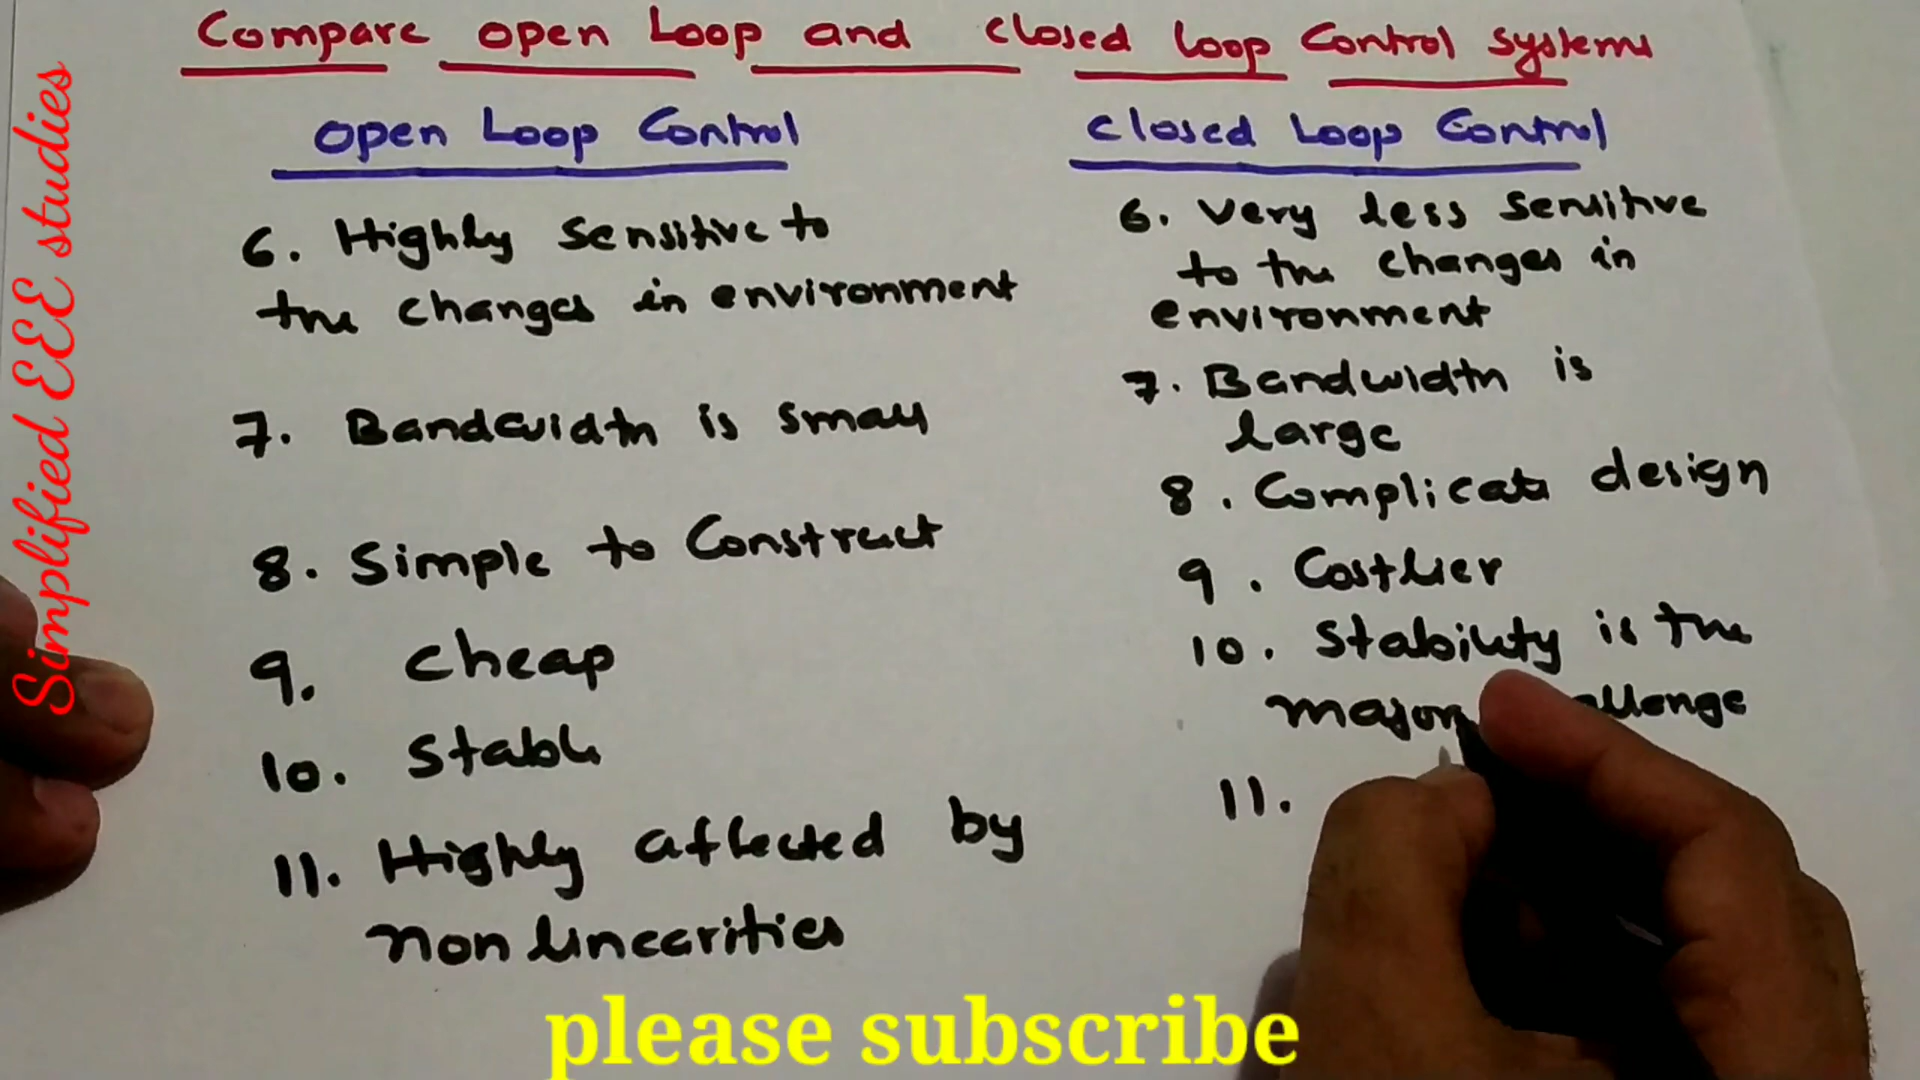 Compare open Loop and closed loop Control systems
Open Loop Control
6. Highly sensitive to
the changes in environment
7. Bandwidth is small
8. Simple to Construct
9. Cheap
10. Stable
11. Highly affected by
non linearities
Closed Loop Control
6. Very less sensitive
to the changes in
environment
7. Bandwidth is
large
8. Complicate design
9. Costlier
10. Stability is the
major allenge
11.
Simplified EEE studies
please subscribe